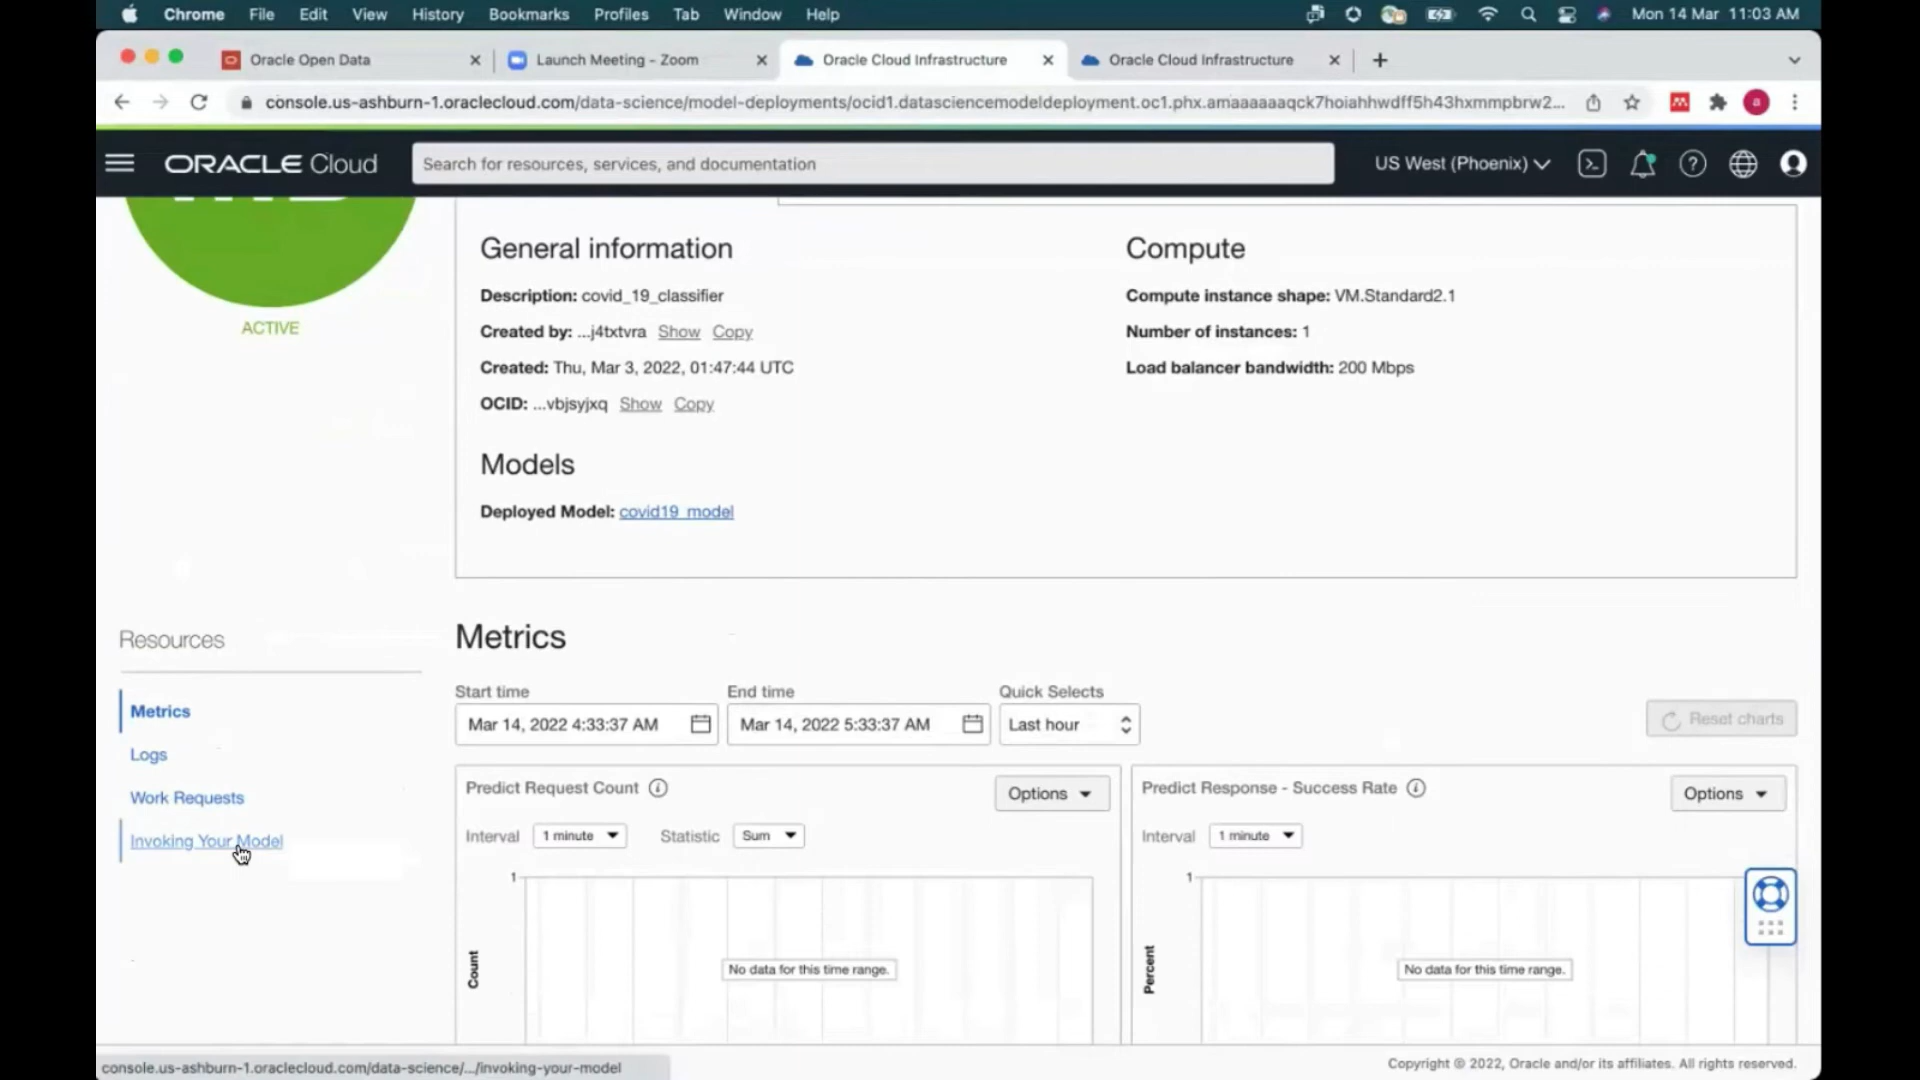 Chrome File Edit View History Bookmarks Profiles Tab Window Help Mon 14 Mar 11:03 AM
Oracle Open Data Launch Meeting - Zoom Oracle Cloud Infrastructure Oracle Cloud Infrastructure
console.us-ashburn-1.oraclecloud.com/data-science/model-deployments/ocid1.datasciencemodeldeployment.oc1.phx.amaaaaaaqck7hoiahhwdff5h43hxmmpbrw2... a
ORACLE Cloud Search for resources, services, and documentation US West (Phoenix)
General information
Compute
Description: covid_19_classifier
Compute instance shape: VM.Standard2.1
ACTIVE
Created by: ...j4txtvra Show Copy
Number of instances: 1
Created: Thu, Mar 3, 2022, 01:47:44 UTC
Load balancer bandwidth: 200 Mbps
OCID: ...vbjsyjxq Show Copy
Models
Deployed Model: covid19_model
Resources
Metrics
Logs
Work Requests
Invoking Your Model
Metrics
Start time End time Quick Selects
Mar 14, 2022 4:33:37 AM Mar 14, 2022 5:33:37 AM Last hour Reset charts
Predict Request Count Options
Interval 1 minute Statistic Sum
1
Count
No data for this time range.
Predict Response - Success Rate Options
Interval 1 minute
1
Percent
No data for this time range.
console.us-ashburn-1.oraclecloud.com/data-science/.../invoking-your-model
Copyright © 2022, Oracle and/or its affiliates. All rights reserved.